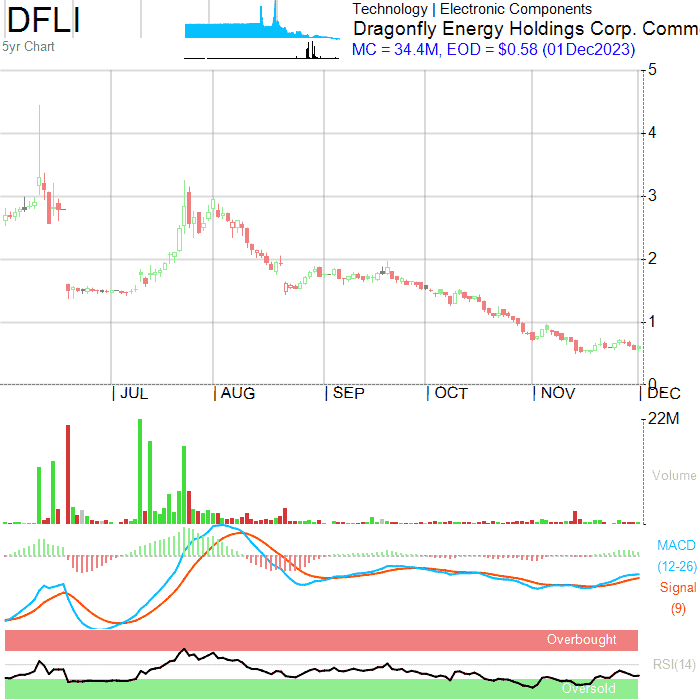 DFLI
5yr Chart
Technology | Electronic Components
Dragonfly Energy Holdings Corp. Comm
MC = 34.4M, EOD = $0.58 (01Dec2023)
5
4
3
2
1
0
JUL
AUG
SEP
OCT
NOV
DEC
22M
Volume
MACD
(12-26)
Signal
(9)
Overbought
RSI(14)
Oversold